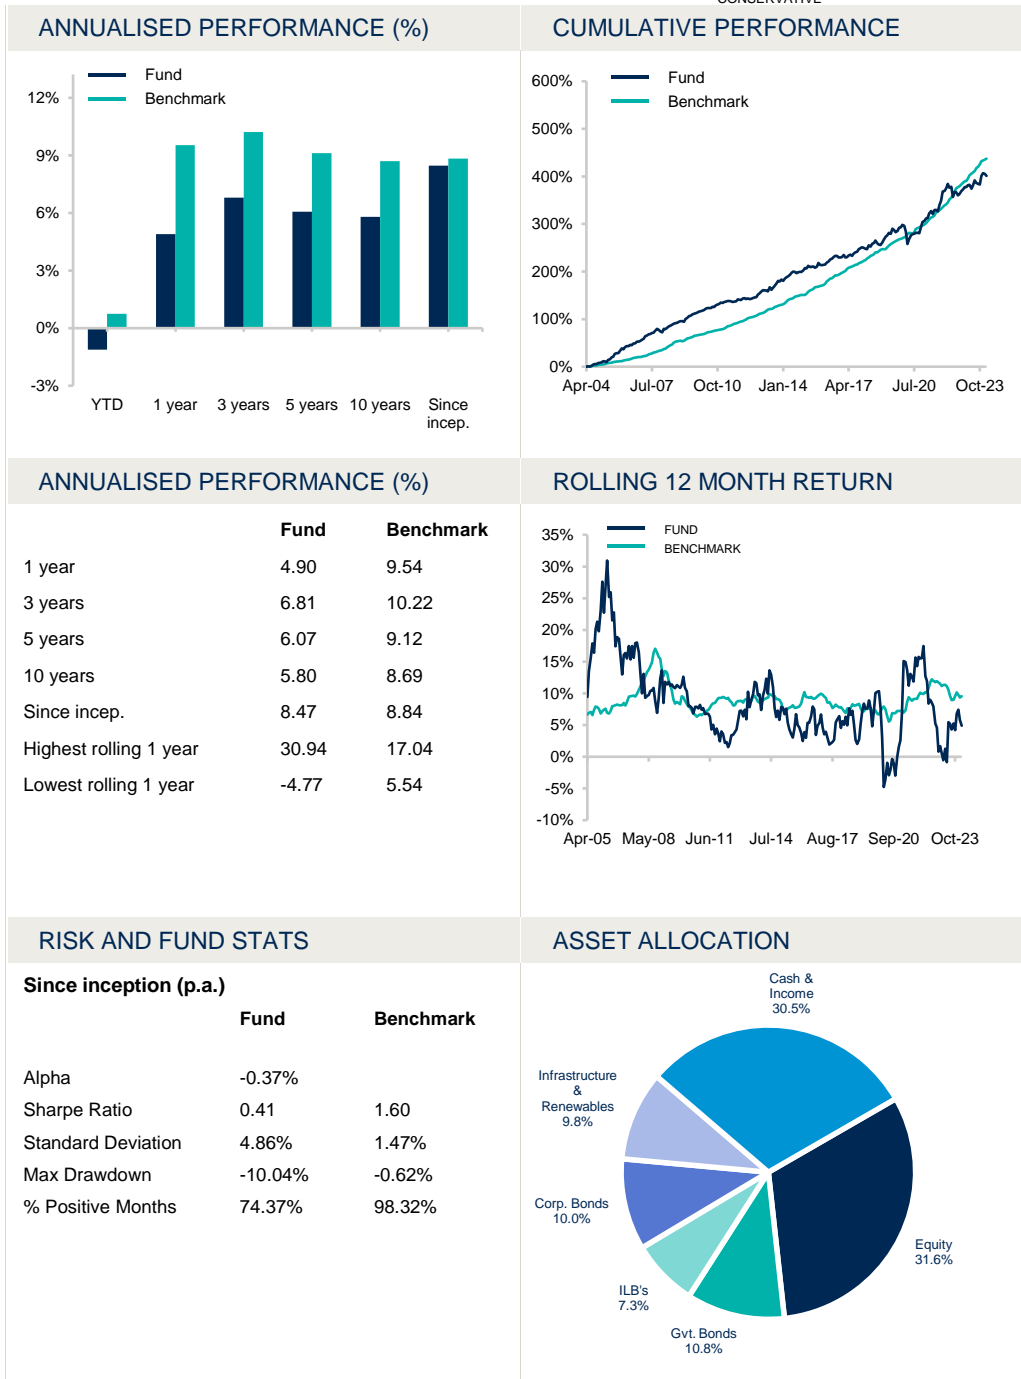 CONSERVATIVE
ANNUALISED PERFORMANCE (%)
Fund
Benchmark
12%
9%
6%
3%
0%
-3%
YTD 1 year 3 years 5 years 10 years Since
incep.
CUMULATIVE PERFORMANCE
Fund
Benchmark
600%
500%
400%
300%
200%
100%
0%
Apr-04 Jul-07 Oct-10 Jan-14 Apr-17 Jul-20 Oct-23
ANNUALISED PERFORMANCE (%)
Fund Benchmark
1 year 4.90 9.54
3 years 6.81 10.22
5 years 6.07 9.12
10 years 5.80 8.69
Since incep. 8.47 8.84
Highest rolling 1 year 30.94 17.04
Lowest rolling 1 year -4.77 5.54
ROLLING 12 MONTH RETURN
FUND
BENCHMARK
35%
30%
25%
20%
15%
10%
5%
0%
-5%
-10%
Apr-05 May-08 Jun-11 Jul-14 Aug-17 Sep-20 Oct-23
RISK AND FUND STATS
Since inception (p.a.)
Fund Benchmark
Alpha -0.37%
Sharpe Ratio 0.41 1.60
Standard Deviation 4.86% 1.47%
Max Drawdown -10.04% -0.62%
% Positive Months 74.37% 98.32%
ASSET ALLOCATION
Cash &
Income
30.5%
Infrastructure
&
Renewables
9.8%
Corp. Bonds
10.0%
Equity
31.6%
ILB's
7.3%
Gvt. Bonds
10.8%